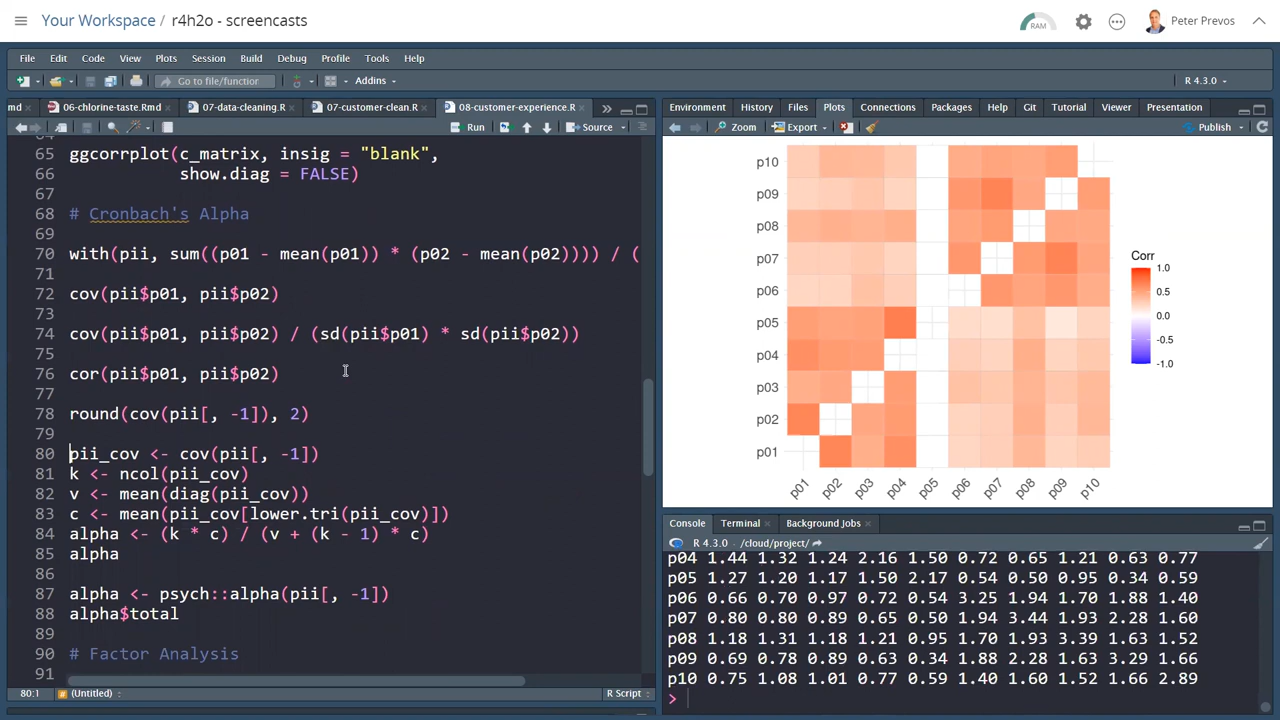 Your Workspace / r4h2o - screencasts
RAM
Peter Prevos
File Edit Code View Plots Session Build Debug Profile Tools Help
Go to file/function
Addins
R 4.3.0
md
06-chlorine-taste.Rmd
07-data-cleaning.R
07-customer-clean.R
08-customer-experience.R
Run
Source
65 ggcorrplot(c_matrix, insig = "blank",
66 show.diag = FALSE)
67
68 # Cronbach's Alpha
69
70 with(pii, sum((p01 - mean(p01)) * (p02 - mean(p02)))) / (
71
72 cov(pii$p01, pii$p02)
73
74 cov(pii$p01, pii$p02) / (sd(pii$p01) * sd(pii$p02))
75
76 cor(pii$p01, pii$p02)
77
78 round(cov(pii[, -1]), 2)
79
80 pii_cov <- cov(pii[, -1])
81 k <- ncol(pii_cov)
82 v <- mean(diag(pii_cov))
83 c <- mean(pii_cov[lower.tri(pii_cov)])
84 alpha <- (k * c) / (v + (k - 1) * c)
85 alpha
86
87 alpha <- psych::alpha(pii[, -1])
88 alpha$total
89
90 # Factor Analysis
91
80:1 # (Untitled)
R Script
Environment History Files Plots Connections Packages Help Git Tutorial Viewer Presentation
Zoom Export
Publish
p10
p09
p08
p07
p06
p05
p04
p03
p02
p01
p01 p02 p03 p04 p05 p06 p07 p08 p09 p10
Corr
1.0
0.5
0.0
-0.5
-1.0
Console Terminal Background Jobs
R 4.3.0 · /cloud/project/
p04 1.44 1.32 1.24 2.16 1.50 0.72 0.65 1.21 0.63 0.77
p05 1.27 1.20 1.17 1.50 2.17 0.54 0.50 0.95 0.34 0.59
p06 0.66 0.70 0.97 0.72 0.54 3.25 1.94 1.70 1.88 1.40
p07 0.80 0.80 0.89 0.65 0.50 1.94 3.44 1.93 2.28 1.60
p08 1.18 1.31 1.18 1.21 0.95 1.70 1.93 3.39 1.63 1.52
p09 0.69 0.78 0.89 0.63 0.34 1.88 2.28 1.63 3.29 1.66
p10 0.75 1.08 1.01 0.77 0.59 1.40 1.60 1.52 1.66 2.89
>